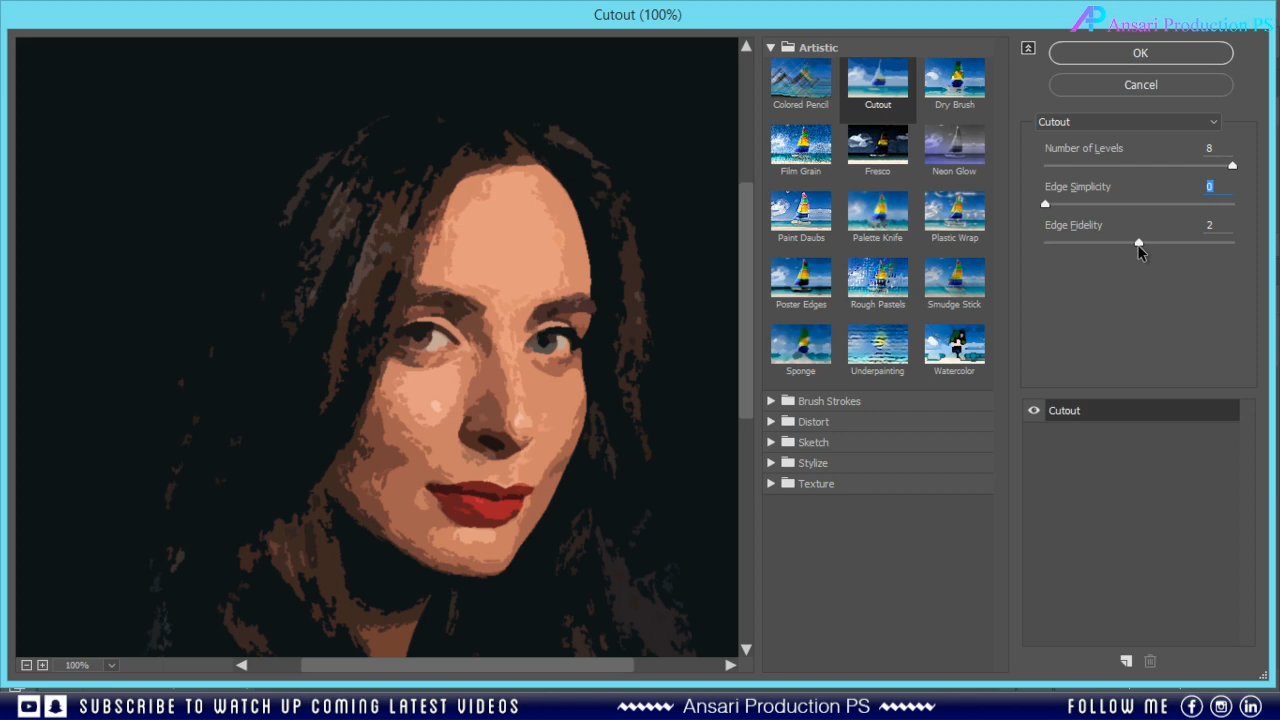 Cutout (100%)
AP Ansari Production PS
Artistic
OK
Cancel
Colored Pencil
Cutout
Dry Brush
Film Grain
Fresco
Neon Glow
Paint Daubs
Palette Knife
Plastic Wrap
Poster Edges
Rough Pastels
Smudge Stick
Sponge
Underpainting
Watercolor
Brush Strokes
Distort
Sketch
Stylize
Texture
Cutout
Number of Levels 8
Edge Simplicity 0
Edge Fidelity 2
Cutout
100%
SUBSCRIBE TO WATCH UP COMING LATEST VIDEOS
Ansari Production PS
FOLLOW ME